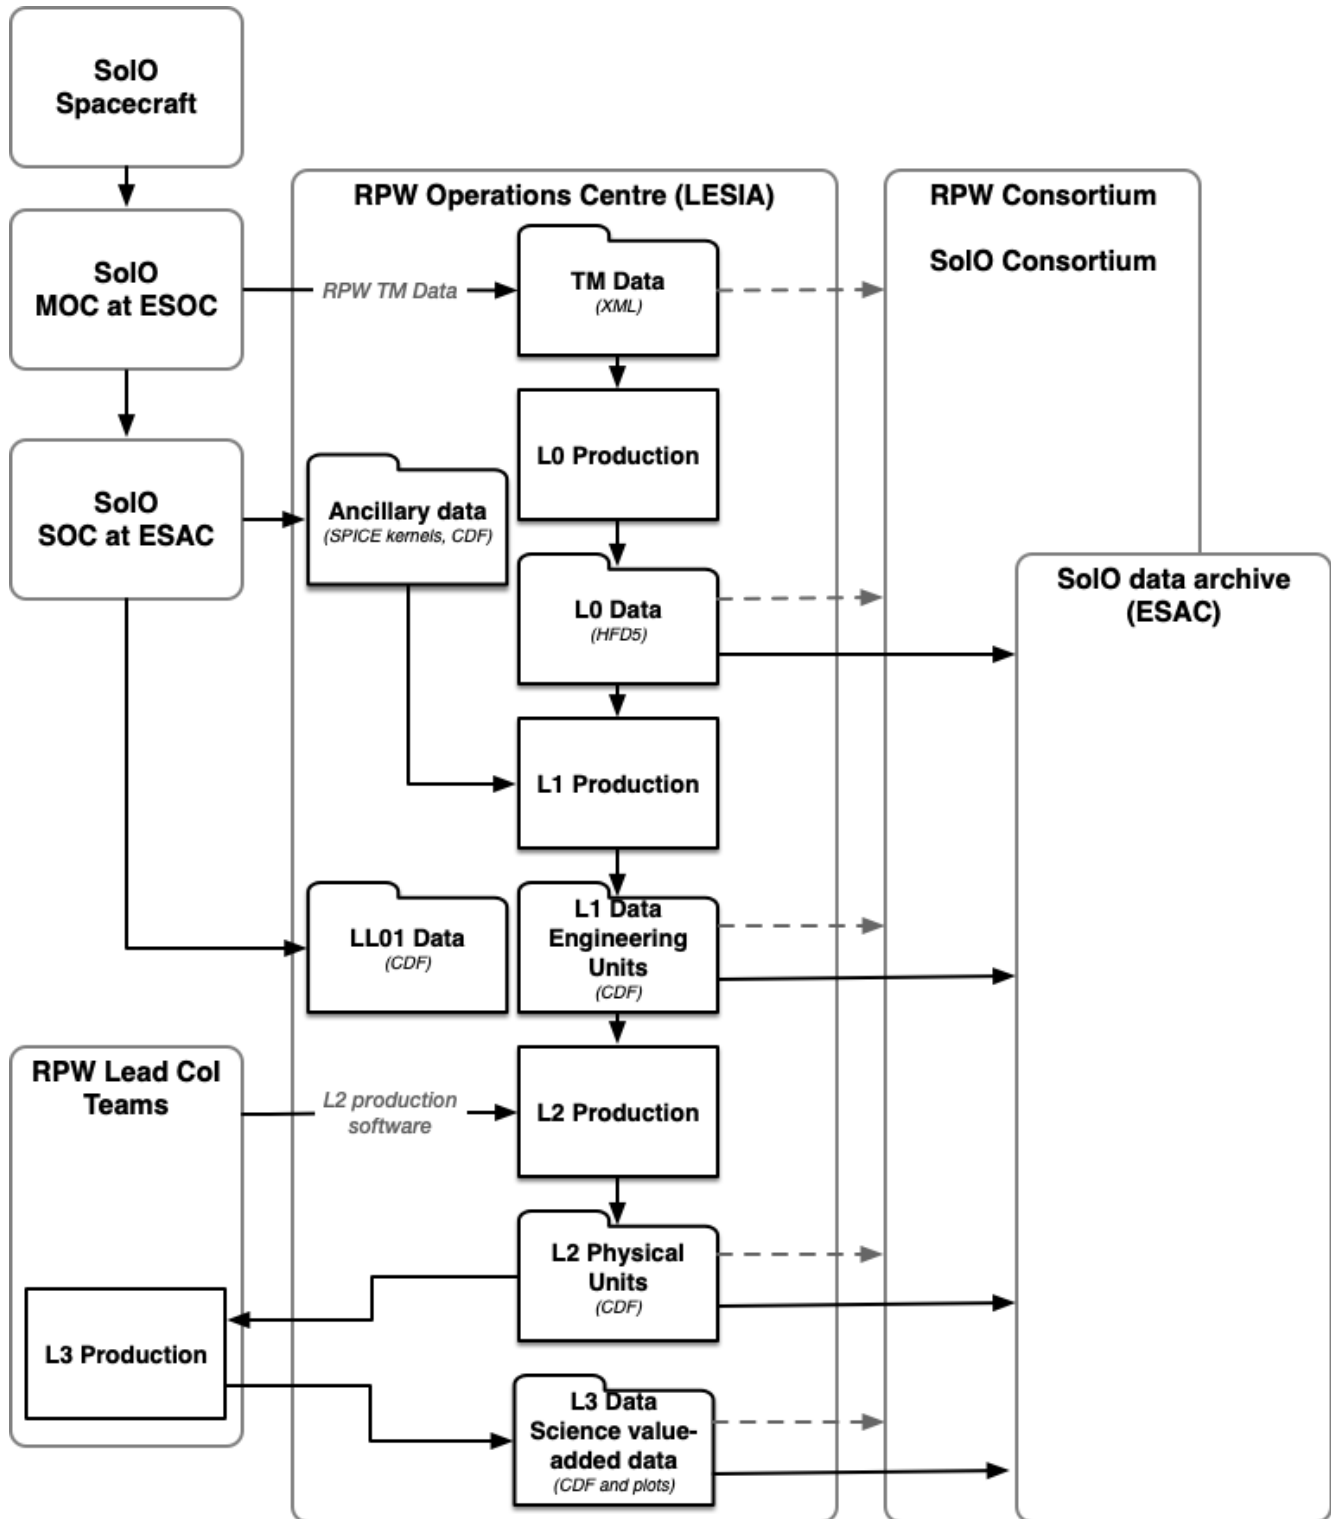 SolO
Spacecraft
SolO
MOC at ESOC
SolO
SOC at ESAC
RPW Operations Centre (LESIA)
RPW TM Data
TM Data
(XML)
L0 Production
Ancillary data
(SPICE kernels, CDF)
L0 Data
(HFD5)
L1 Production
LL01 Data
(CDF)
L1 Data
Engineering
Units
(CDF)
RPW Lead CoI
Teams
L2 production
software
L2 Production
L2 Physical
Units
(CDF)
L3 Production
L3 Data
Science value-
added data
(CDF and plots)
RPW Consortium
SolO Consortium
SolO data archive
(ESAC)